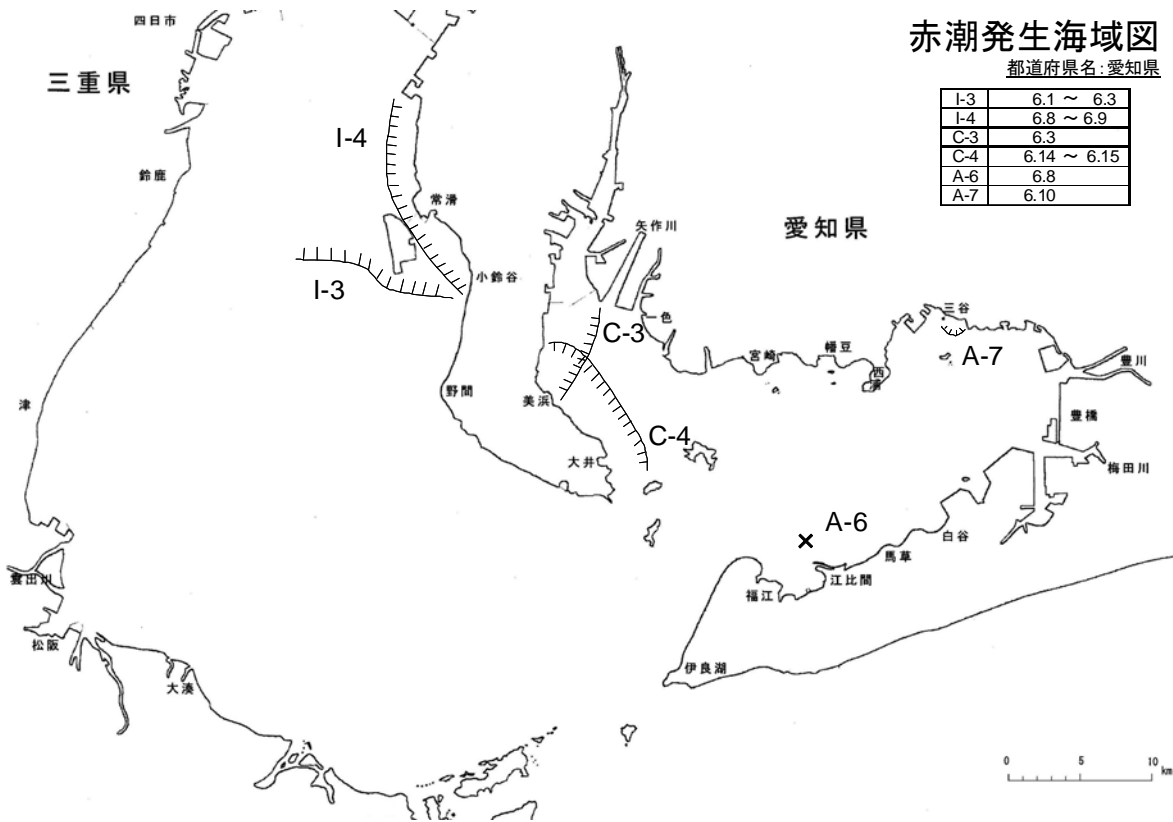 赤潮発生海域図
都道府県名：愛知県
I-3 6.1 ～ 6.3
I-4 6.8 ～ 6.9
C-3 6.3
C-4 6.14 ～ 6.15
A-6 6.8
A-7 6.10
四日市
三重県
I-4
鈴鹿
常滑
矢作川
愛知県
小鈴谷
I-3
三谷
一色
C-3
幡豆
宮崎
A-7
豊川
西浦
野間
美浜
津
豊橋
C-4
大井
梅田川
A-6
白谷
馬草
雲出川
江比間
福江
松阪
伊良湖
大湊
0 5 10
km